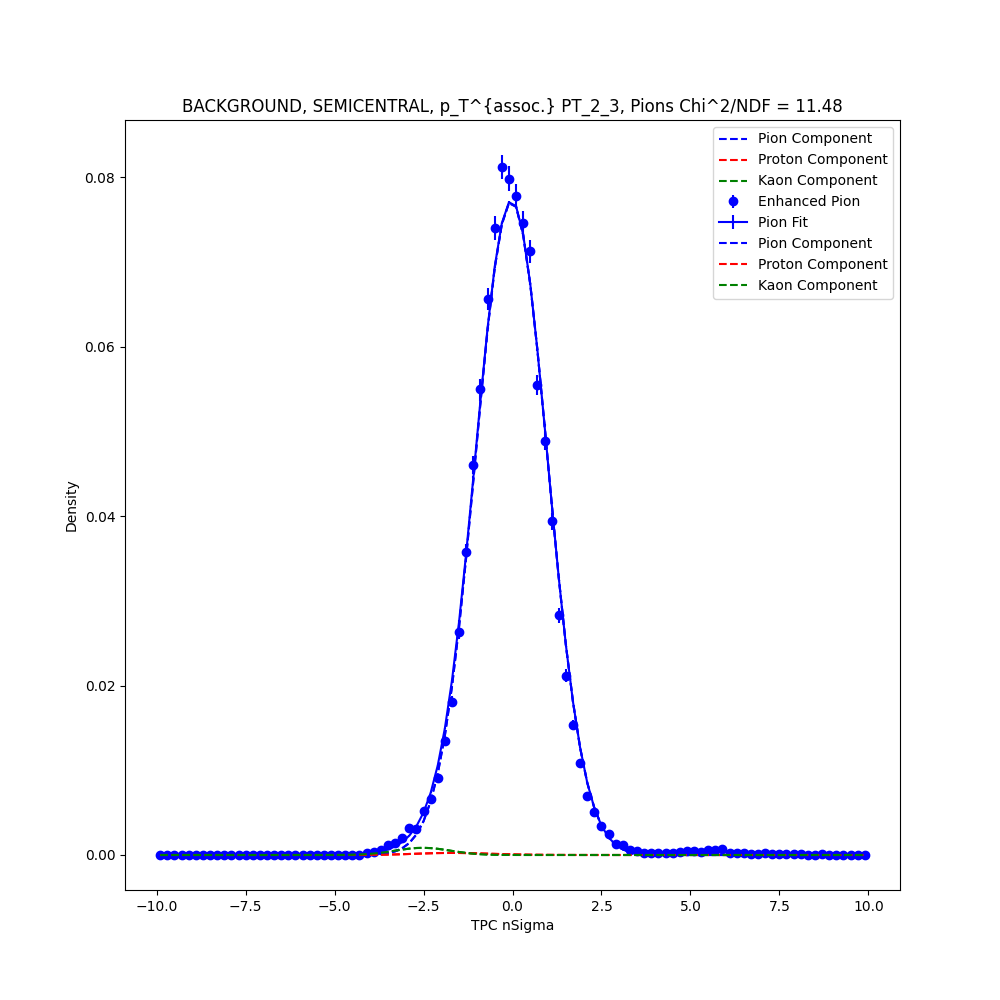 BACKGROUND, SEMICENTRAL, p_T^{assoc.} PT_2_3, Pions Chi^2/NDF = 11.48
Pion Component
Proton Component
Kaon Component
Enhanced Pion
Pion Fit
Pion Component
Proton Component
Kaon Component
0.08
0.06
0.04
0.02
0.00
Density
−10.0 −7.5 −5.0 −2.5 0.0 2.5 5.0 7.5 10.0
TPC nSigma